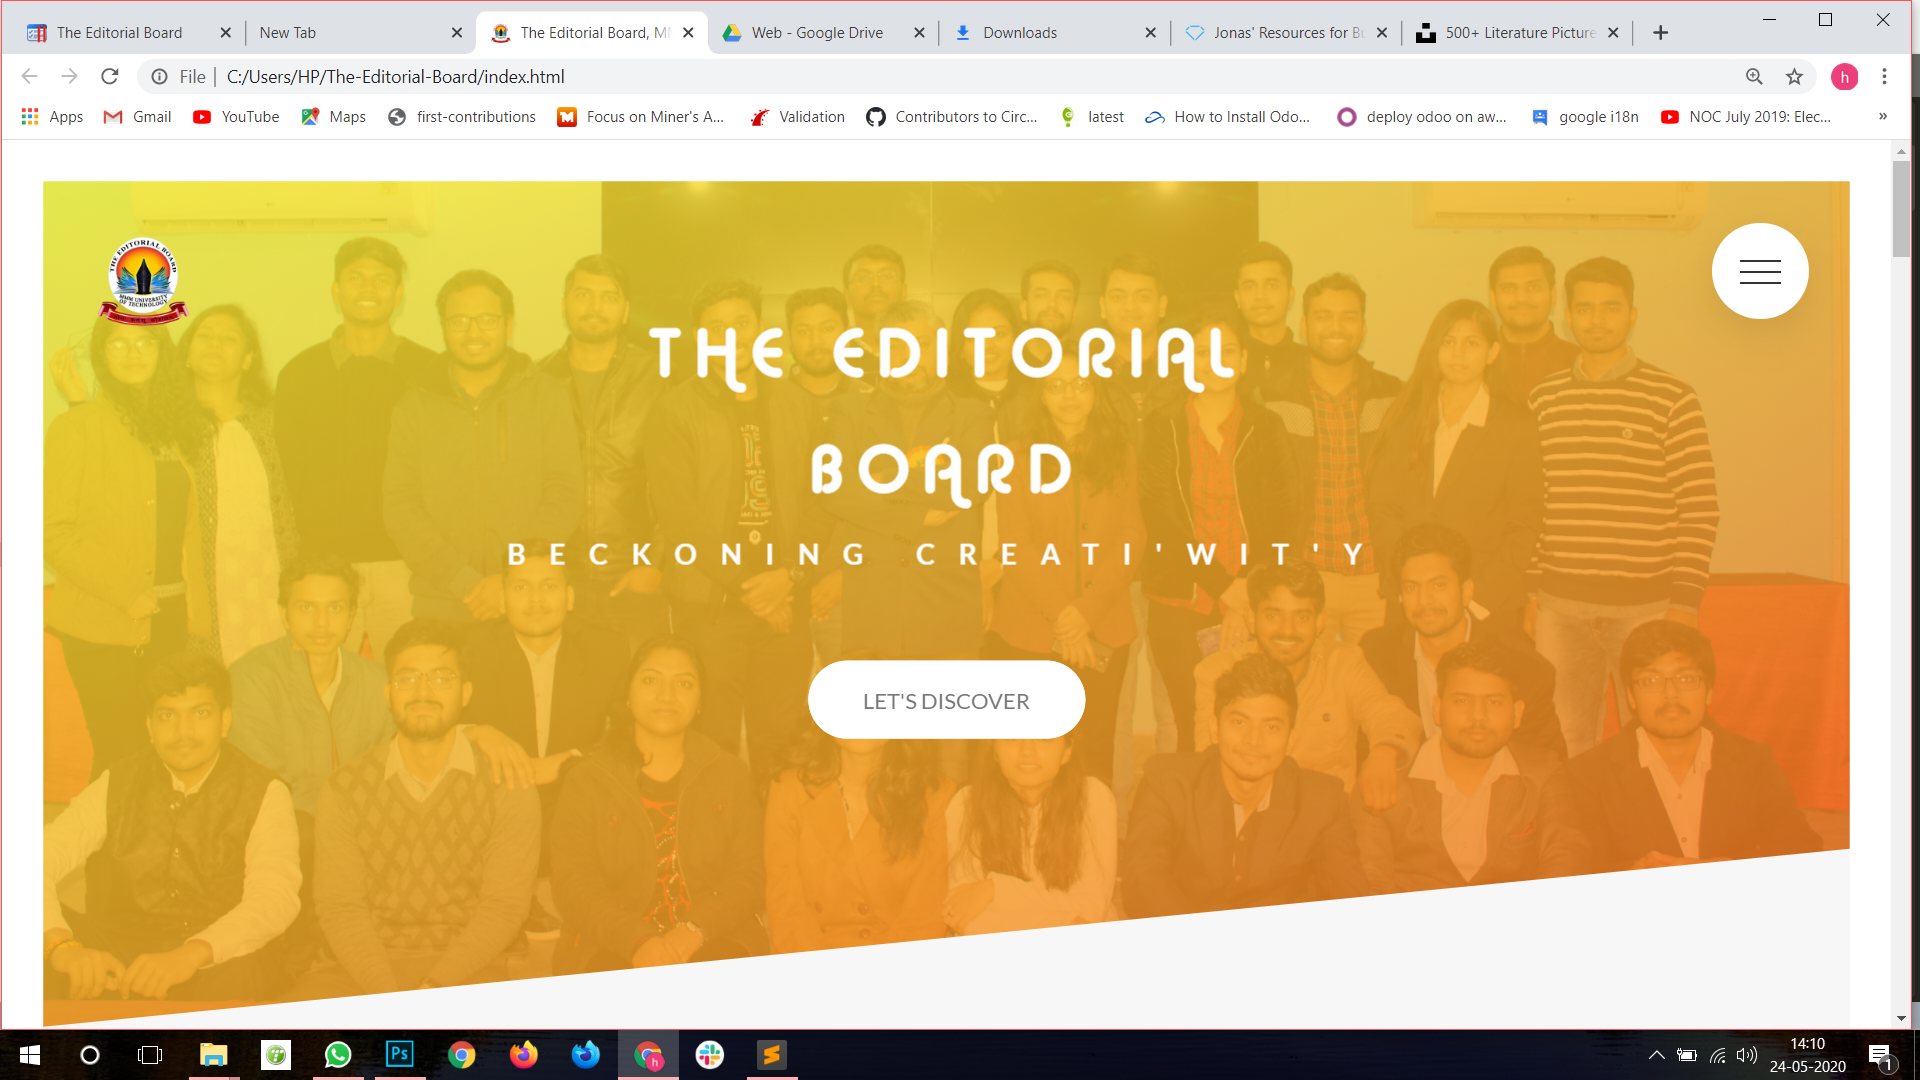 The Editorial Board
New Tab
The Editorial Board, M
Web - Google Drive
Downloads
Jonas' Resources for Bu
500+ Literature Picture
File
C:/Users/HP/The-Editorial-Board/index.html
h
Apps
Gmail
YouTube
Maps
first-contributions
Focus on Miner's A...
Validation
Contributors to Circ...
latest
How to Install Odo...
deploy odoo on aw...
google i18n
NOC July 2019: Elec...
»
THE EDITORIAL BOARD
MMM UNIVERSITY
OF TECHNOLOGY
THE EDITORIAL
BOARD
BECKONING CREATI'WIT'Y
LET'S DISCOVER
Ps
h
14:10
24-05-2020
1